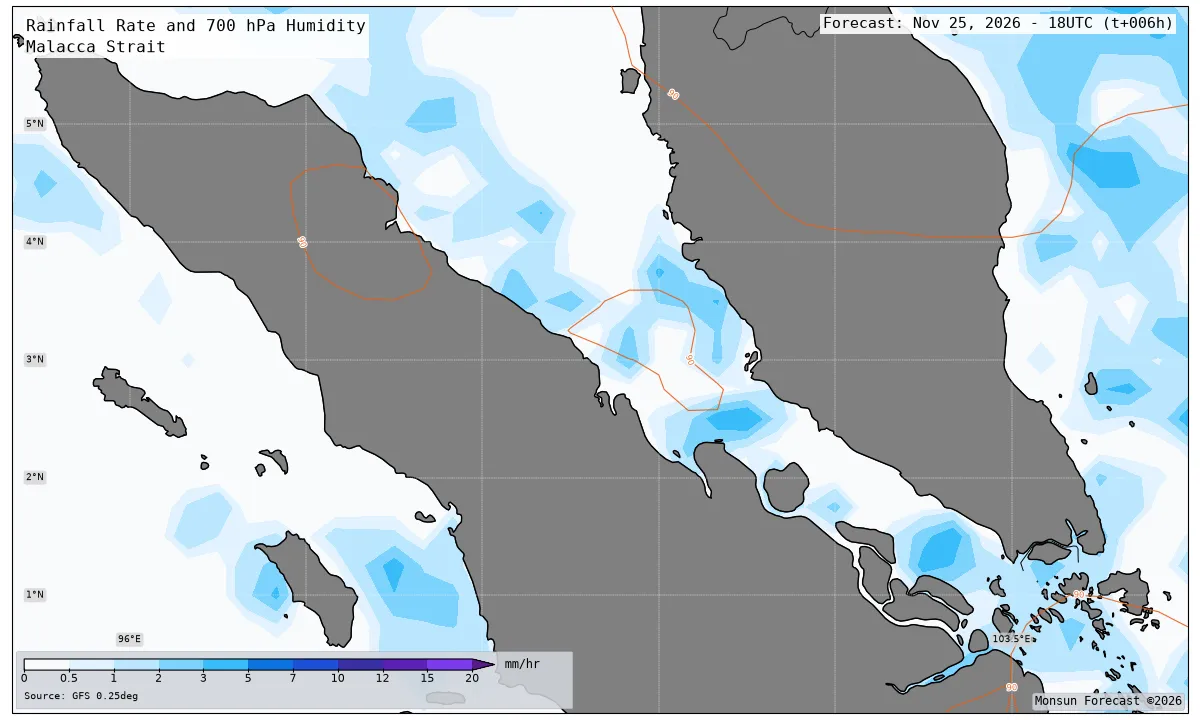 Rainfall Rate and 700 hPa Humidity
Malacca Strait
Forecast: Nov 25, 2026 - 18UTC (t+006h)
90
5°N
90
4°N
90
3°N
2°N
1°N
90
96°E
103.5°E
90
0 0.5 1 2 3 5 7 10 12 15 20 mm/hr
Source: GFS 0.25deg
Monsun Forecast ©2026